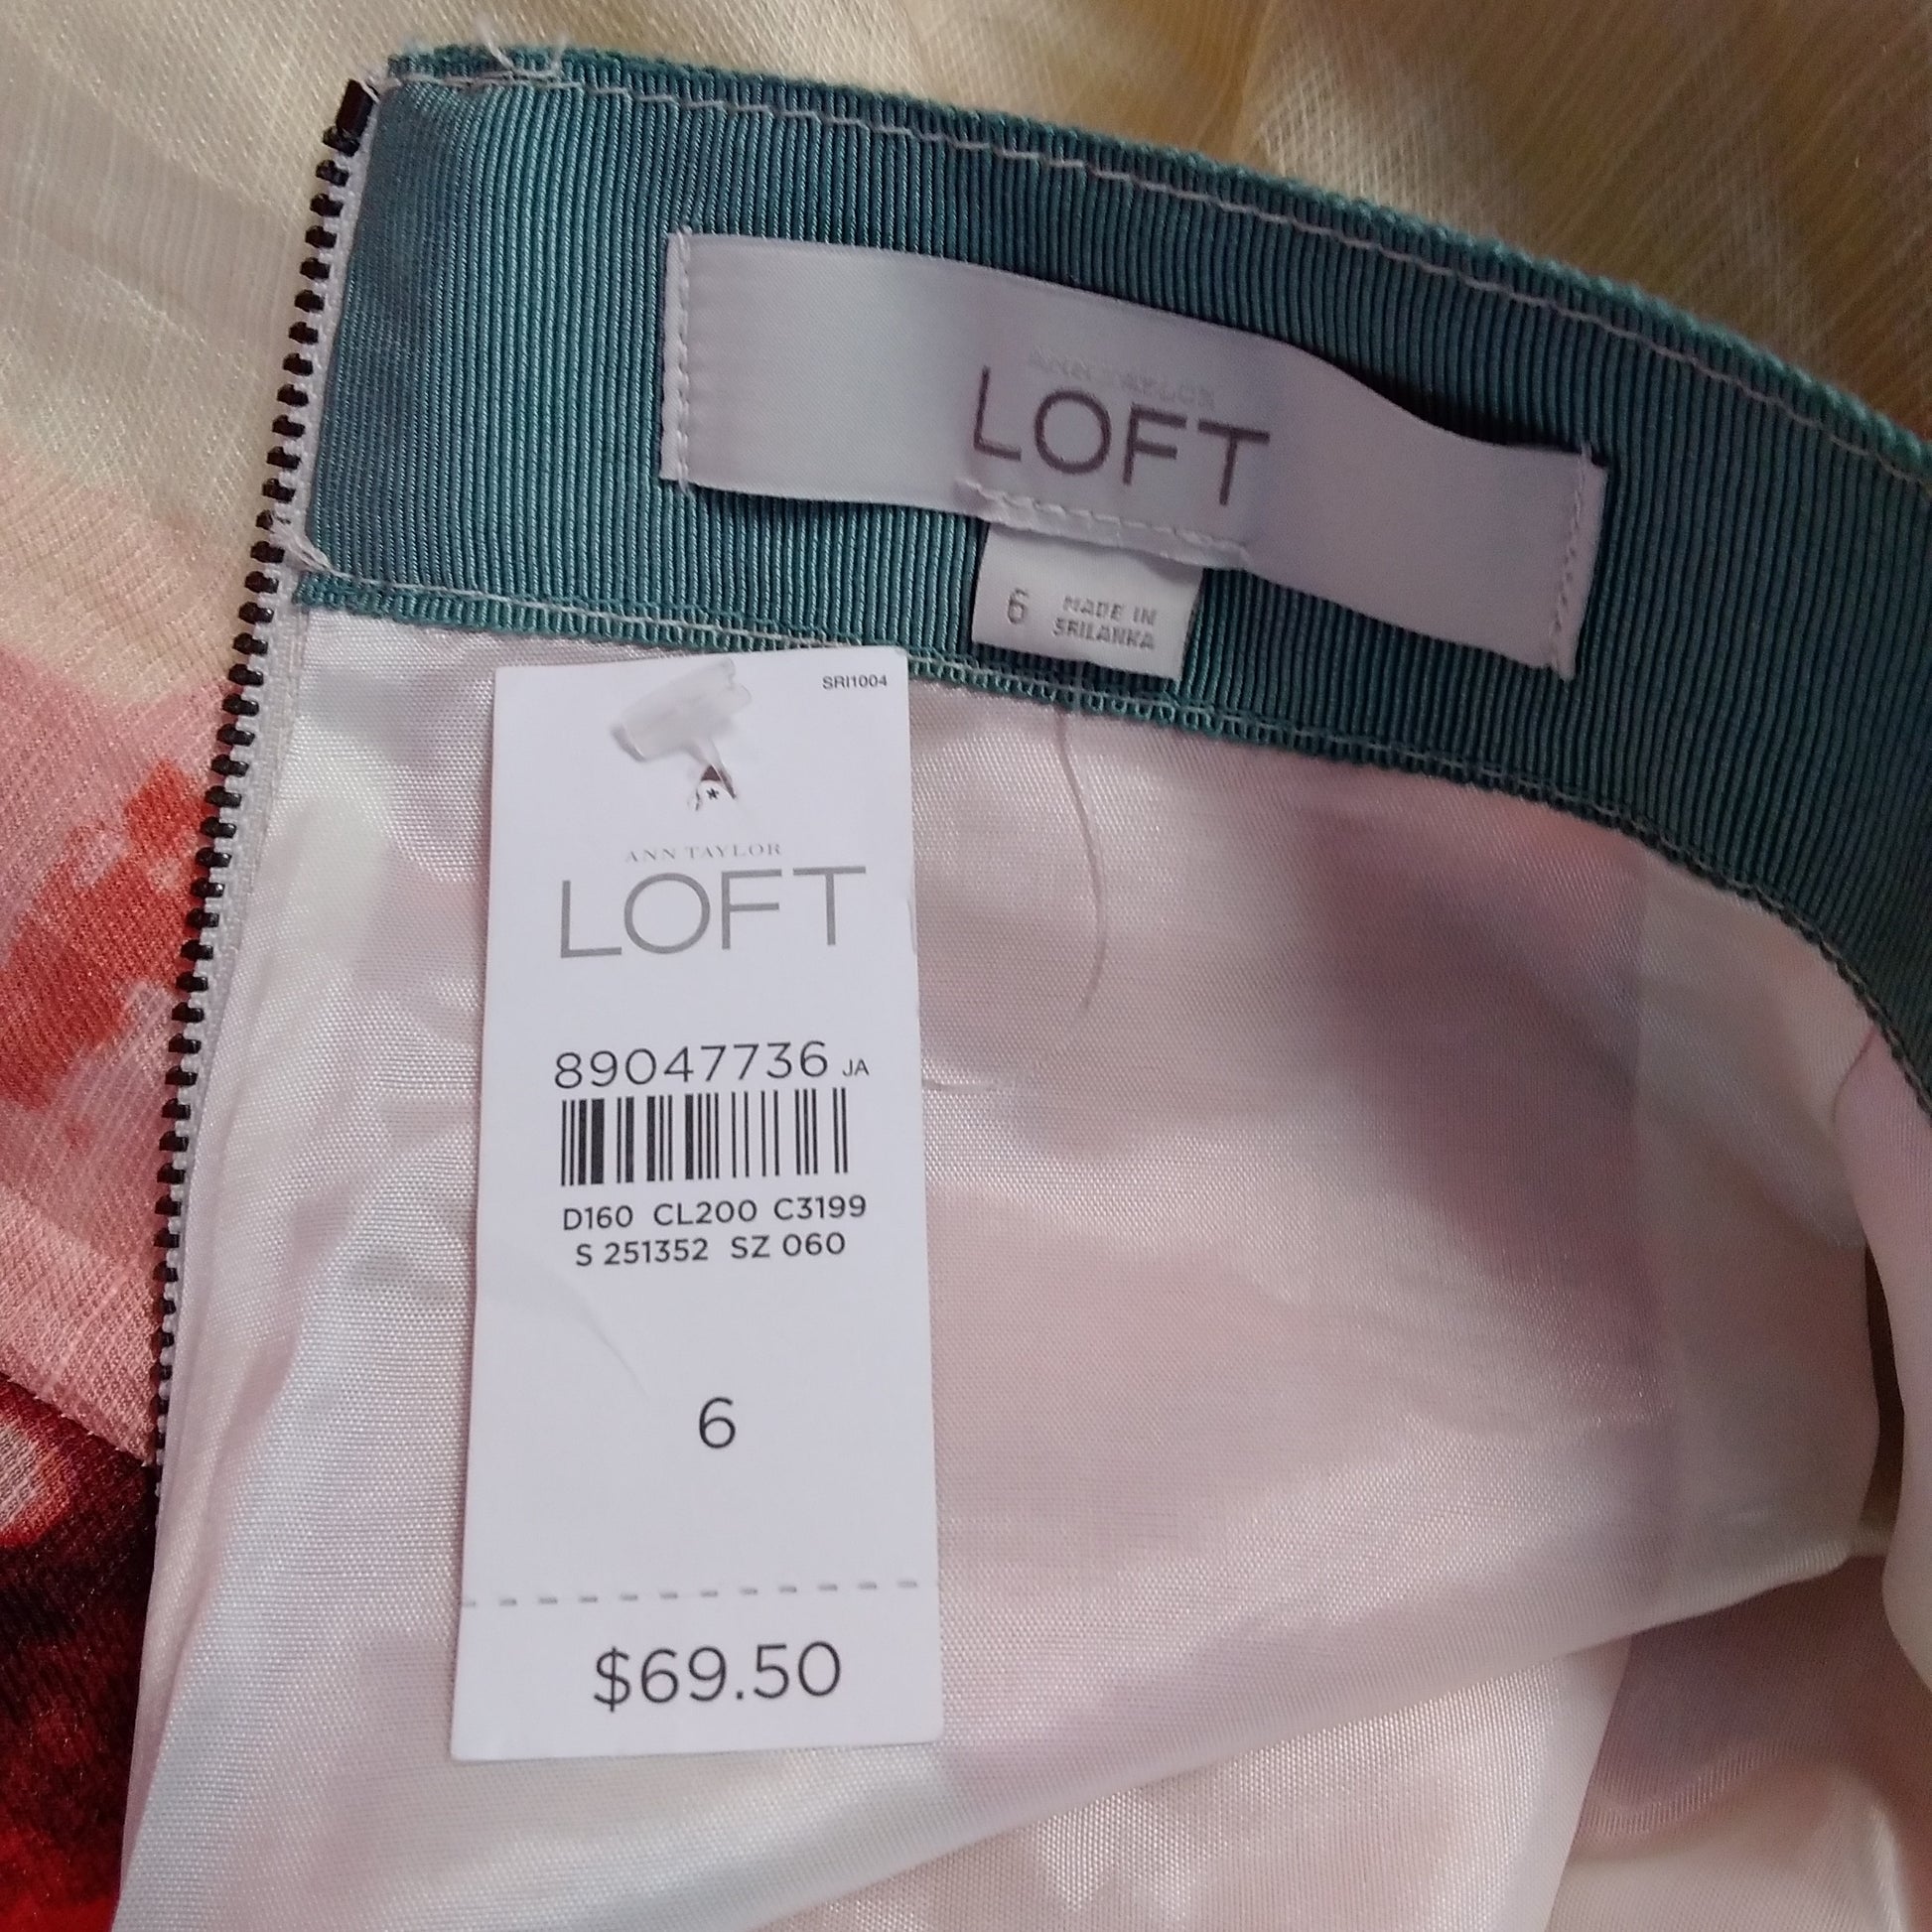 ANN TAYLOR
LOFT
6 MADE IN
SRILANKA
SRI1004
*
ANN TAYLOR
LOFT
89047736 JA
D160 CL200 C3199
S 251352 SZ 060
6
$69.50